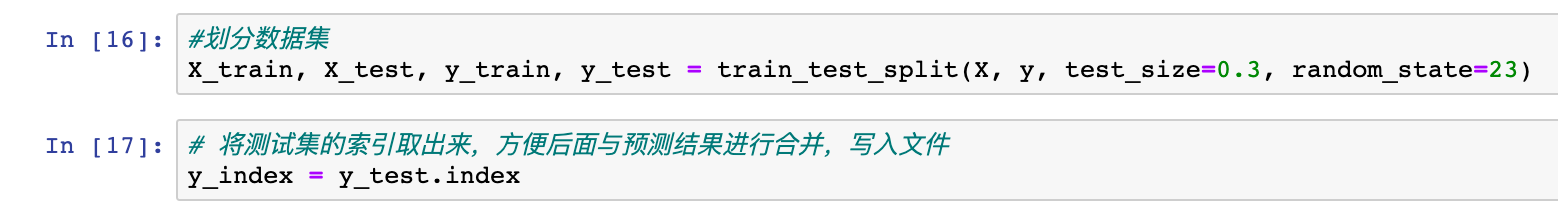 In [16]: #划分数据集
X_train, X_test, y_train, y_test = train_test_split(X, y, test_size=0.3, random_state=23)
In [17]: # 将测试集的索引取出来，方便后面与预测结果进行合并，写入文件
y_index = y_test.index